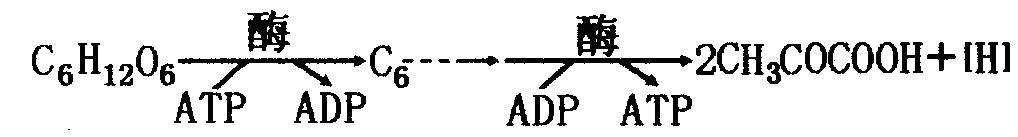 酶 酶
C₆H₁₂O₆ C₆ 2CH₃COCOOH+[H]
ATP ADP ADP ATP